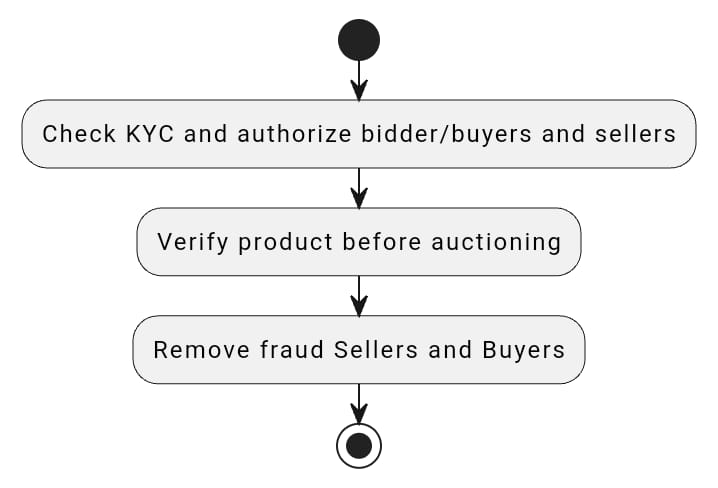 Check KYC and authorize bidder/buyers and sellers
Verify product before auctioning
Remove fraud Sellers and Buyers